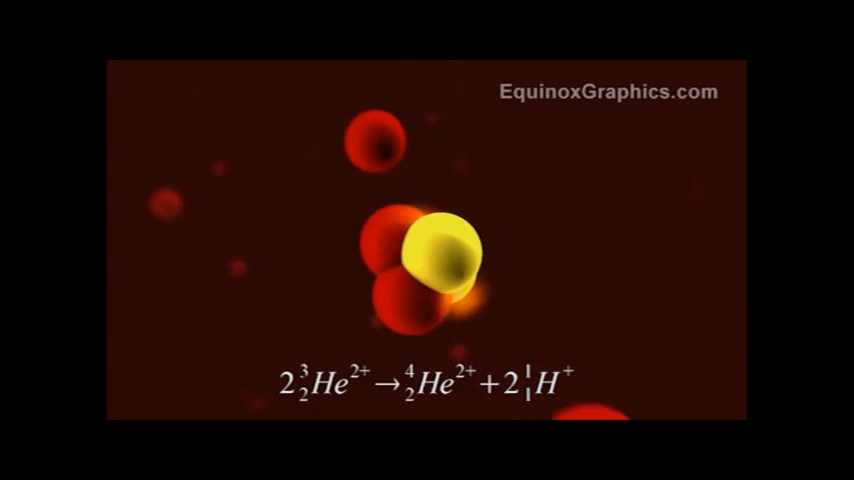 EquinoxGraphics.com
2 ³₂He²⁺ → ⁴₂He²⁺ + 2 ¹₁H⁺